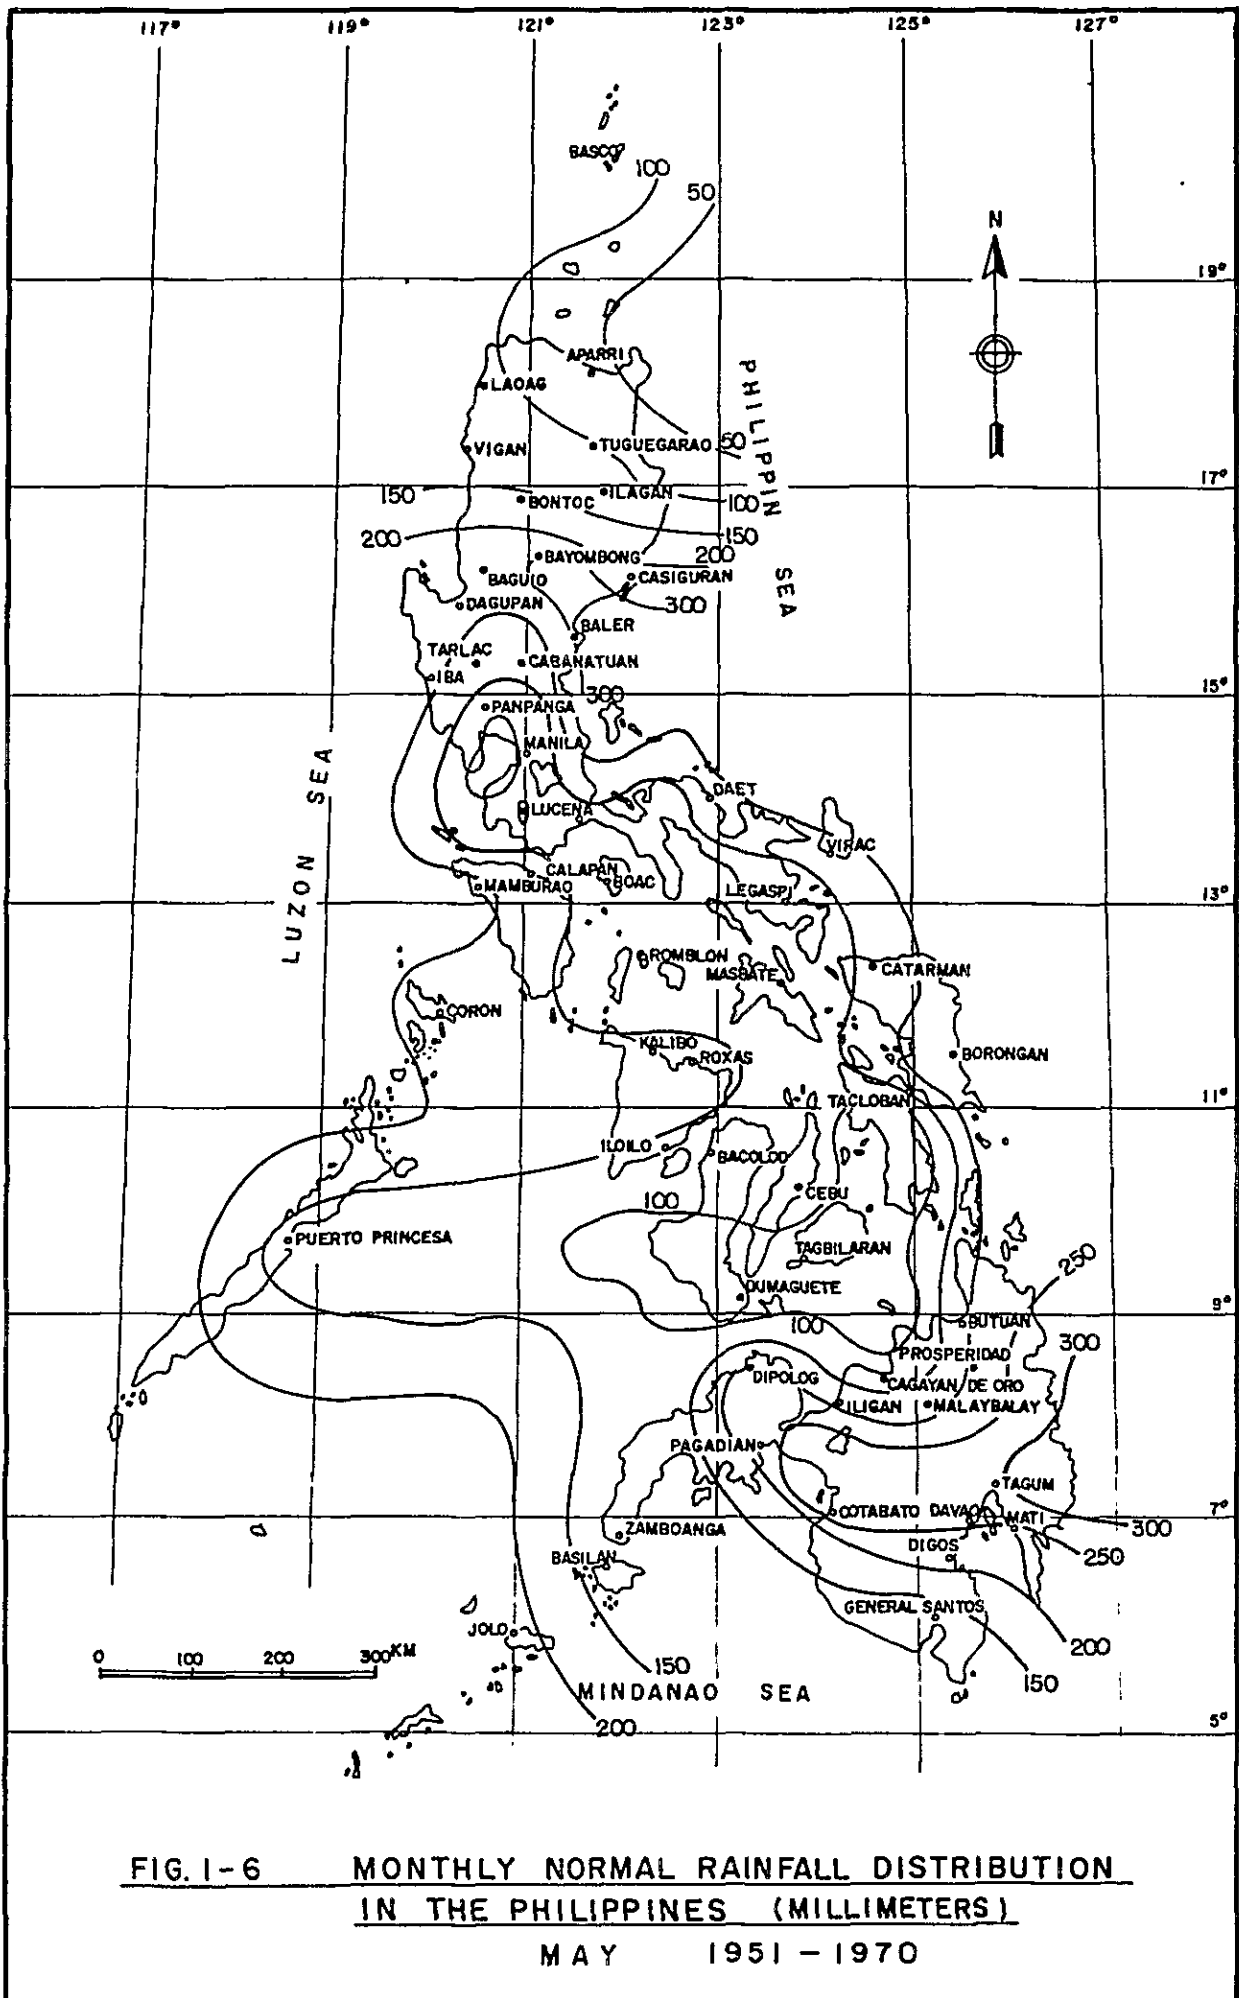 117° 119° 121° 123° 125° 127°
BASCO
100
50
N
19°
APARRI
LAOAG
PHILIPPIN SEA
VIGAN
TUGUEGARAO 50
17°
150
BONTOC
ILAGAN
100
150
200
BAYOMBONG
200
BAGUIO
CASIGURAN
DAGUPAN
300
BALER
TARLAC
CABANATUAN
IBA
15°
300
PANPANGA
MANILA
LUZON SEA
DAET
LUCENA
VIRAC
CALAPAN
MAMBURAO
BOAC
LEGASPI
13°
ROMBLON
MASBATE
CATARMAN
CORON
KALIBO
ROXAS
BORONGAN
TACLOBAN
11°
ILOILO
BACOLOD
CEBU
100
PUERTO PRINCESA
TAGBILARAN
250
DUMAGUETE
9°
100
BUTUAN
PROSPERIDAD
300
DIPOLOG
CAGAYAN DE ORO
ILIGAN
MALAYBALAY
PAGADIAN
TAGUM
COTABATO DAVAO
MATI
7°
300
ZAMBOANGA
DIGOS
250
BASILAN
GENERAL SANTOS
JOLO
200
0 100 200 300KM
150
150
MINDANAO SEA
200
5°
FIG. I-6 MONTHLY NORMAL RAINFALL DISTRIBUTION
IN THE PHILIPPINES (MILLIMETERS)
MAY 1951-1970